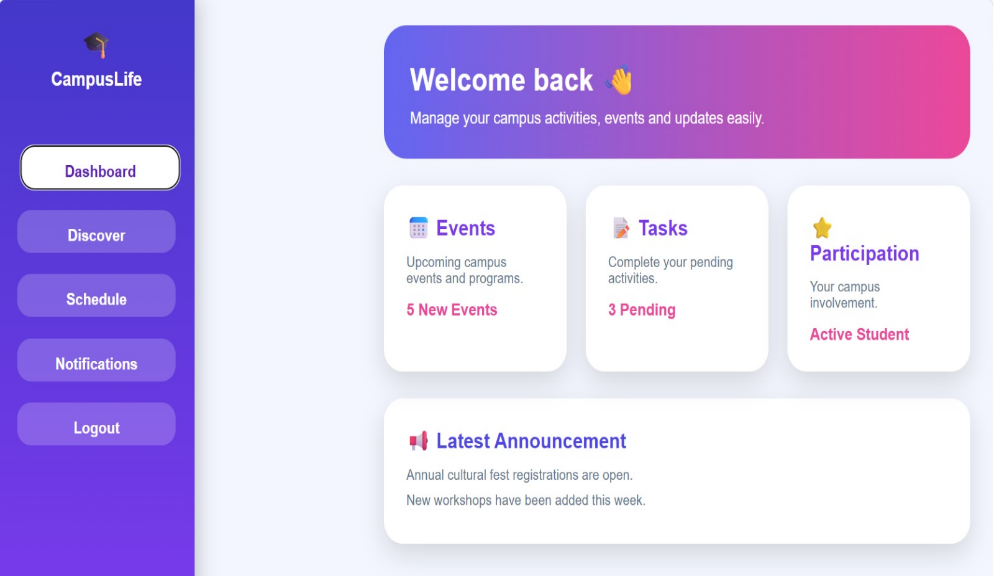 CampusLife
Dashboard
Discover
Schedule
Notifications
Logout
Welcome back 👋
Manage your campus activities, events and updates easily.
📅 Events
Upcoming campus
events and programs.
5 New Events
📝 Tasks
Complete your pending
activities.
3 Pending
⭐
Participation
Your campus
involvement.
Active Student
📢 Latest Announcement
Annual cultural fest registrations are open.
New workshops have been added this week.